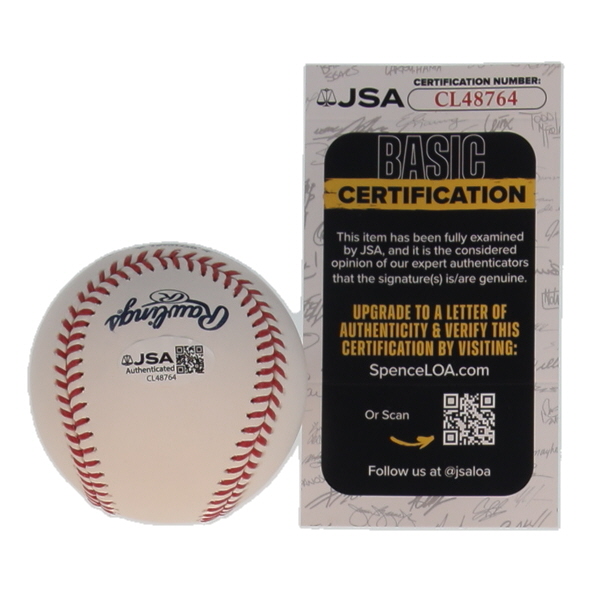 CERTIFICATION NUMBER:
JSA CL48764
BASIC
CERTIFICATION
This item has been fully examined
by JSA, and it is the considered
opinion of our expert authenticators
that the signature(s) is/are genuine.
UPGRADE TO A LETTER OF
AUTHENTICITY & VERIFY THIS
CERTIFICATION BY VISITING:
SpenceLOA.com
Or Scan
Follow us at @jsaloa
Rawlings
R
JSA
Authenticated
CL48764